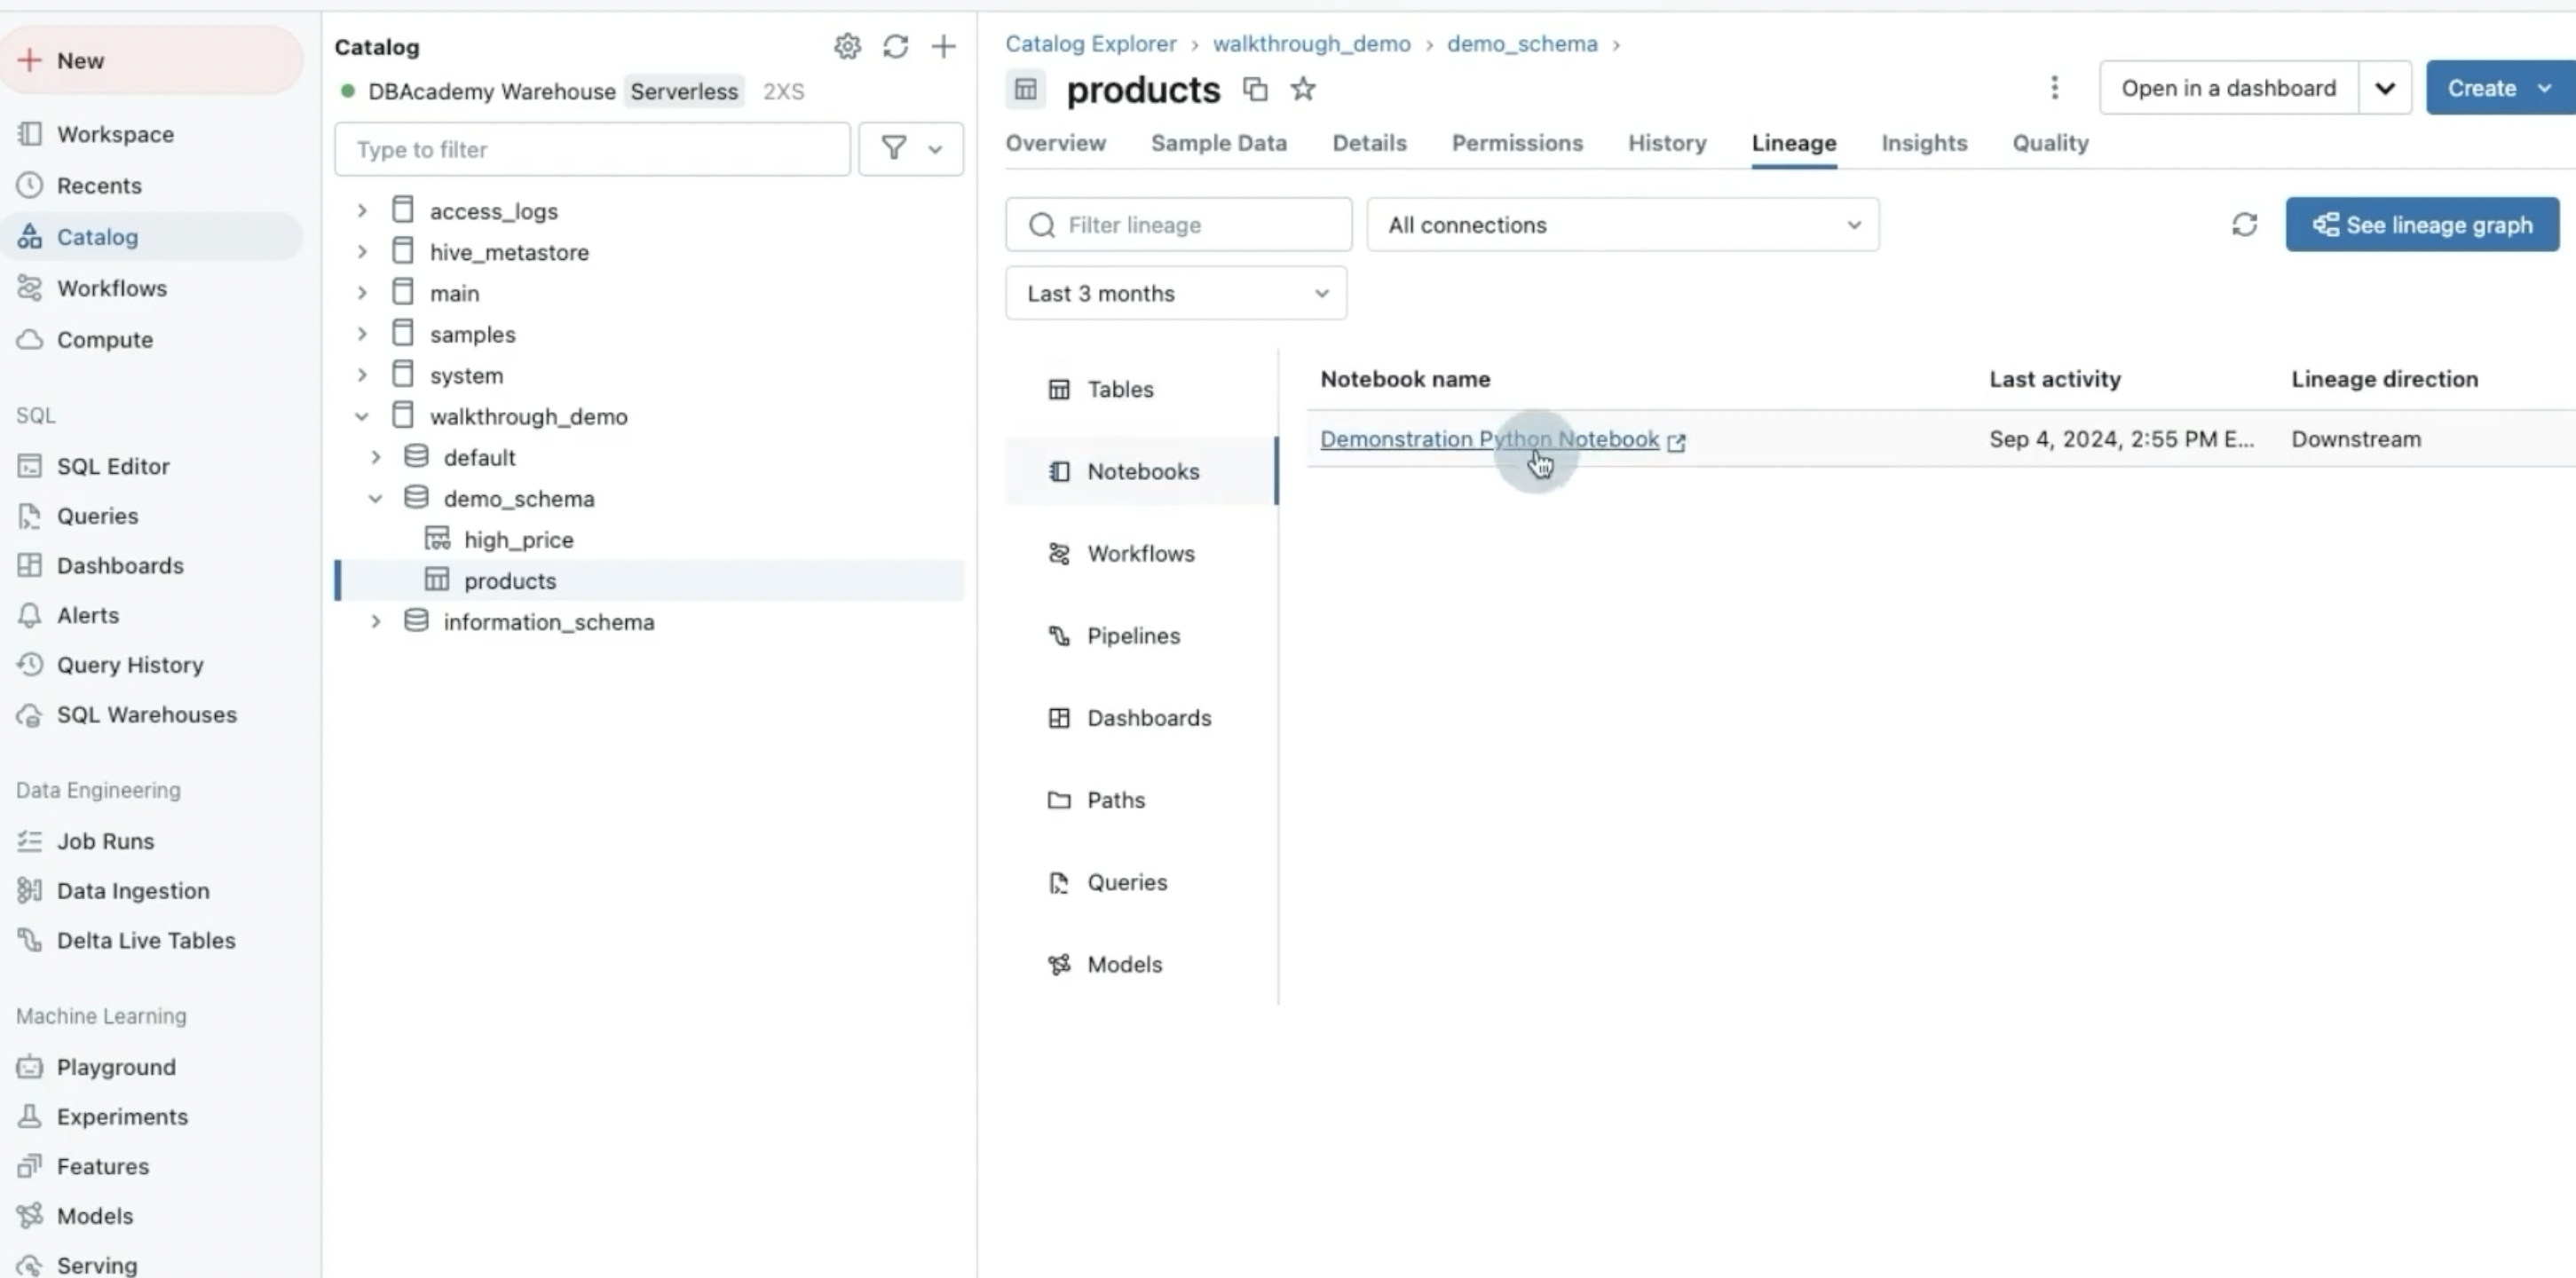 New
Workspace
Recents
Catalog
Workflows
Compute
SQL
SQL Editor
Queries
Dashboards
Alerts
Query History
SQL Warehouses
Data Engineering
Job Runs
Data Ingestion
Delta Live Tables
Machine Learning
Playground
Experiments
Features
Models
Serving
Catalog
DBAcademy Warehouse Serverless 2XS
Type to filter
access_logs
hive_metastore
main
samples
system
walkthrough_demo
default
demo_schema
high_price
products
information_schema
Catalog Explorer › walkthrough_demo › demo_schema ›
products
Open in a dashboard
Create
Overview Sample Data Details Permissions History Lineage Insights Quality
Filter lineage
All connections
See lineage graph
Last 3 months
Tables
Notebooks
Workflows
Pipelines
Dashboards
Paths
Queries
Models
Notebook name Last activity Lineage direction
Demonstration Python Notebook Sep 4, 2024, 2:55 PM E... Downstream